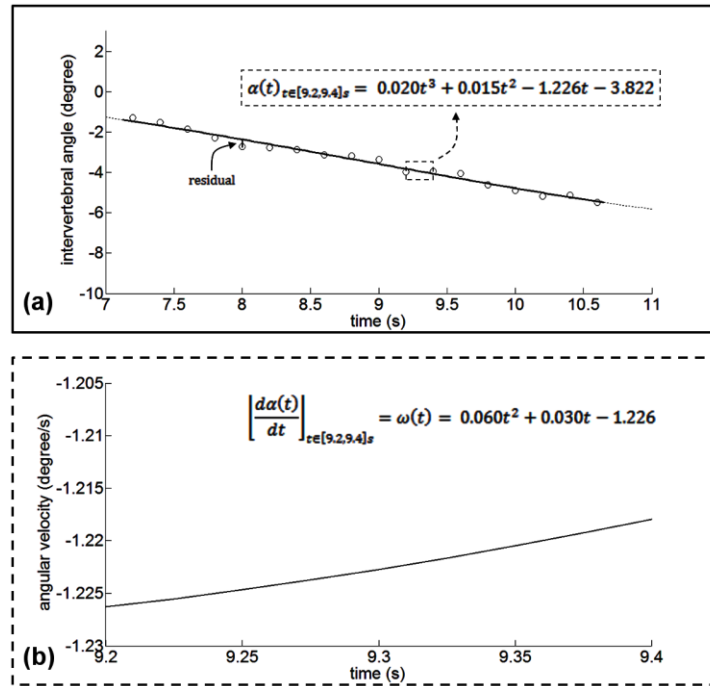 2
0
-2
-4
-6
-8
-10
intervertebral angle (degree)
α(t)t∈[9.2,9.4]s = 0.020t³ + 0.015t² − 1.226t − 3.822
residual
7 7.5 8 8.5 9 9.5 10 10.5 11
time (s)
(a)
-1.205
-1.21
-1.215
-1.22
-1.225
-1.23
angular velocity (degree/s)
|dα(t)/dt|t∈[9.2,9.4]s = ω(t) = 0.060t² + 0.030t − 1.226
9.2 9.25 9.3 9.35 9.4
time (s)
(b)